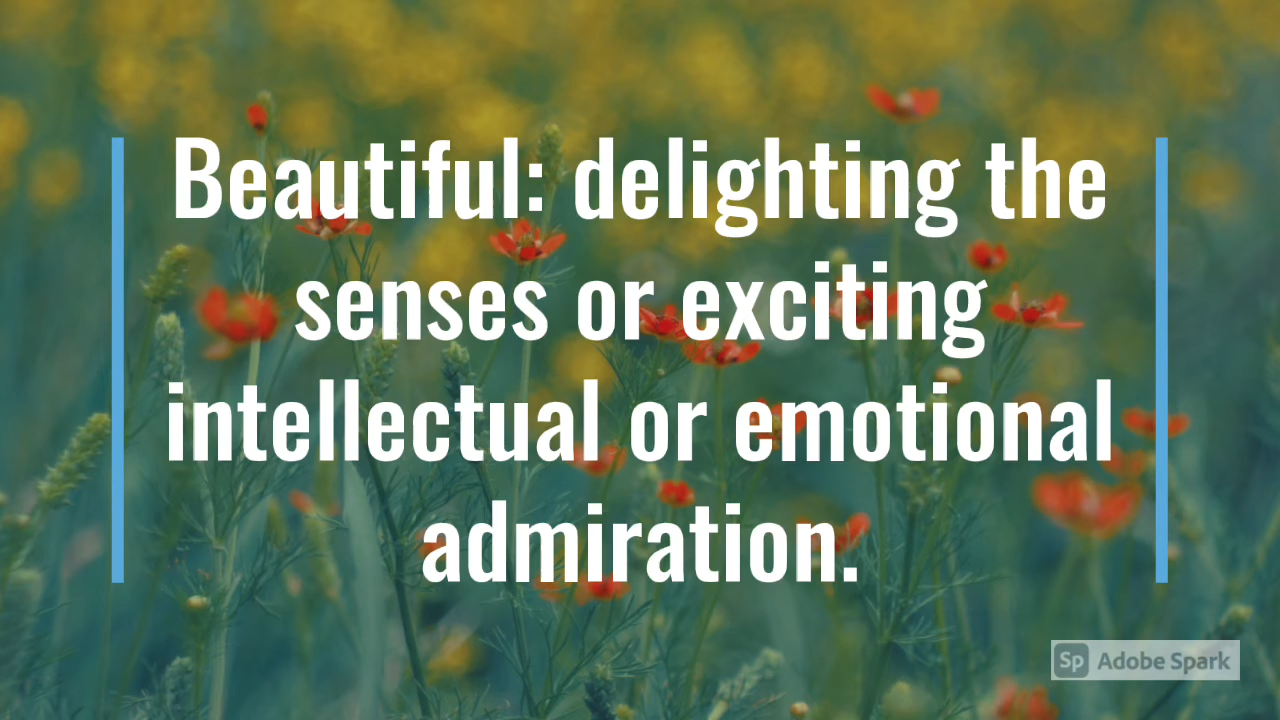 Beautiful: delighting the
senses or exciting
intellectual or emotional
admiration.
Sp Adobe Spark